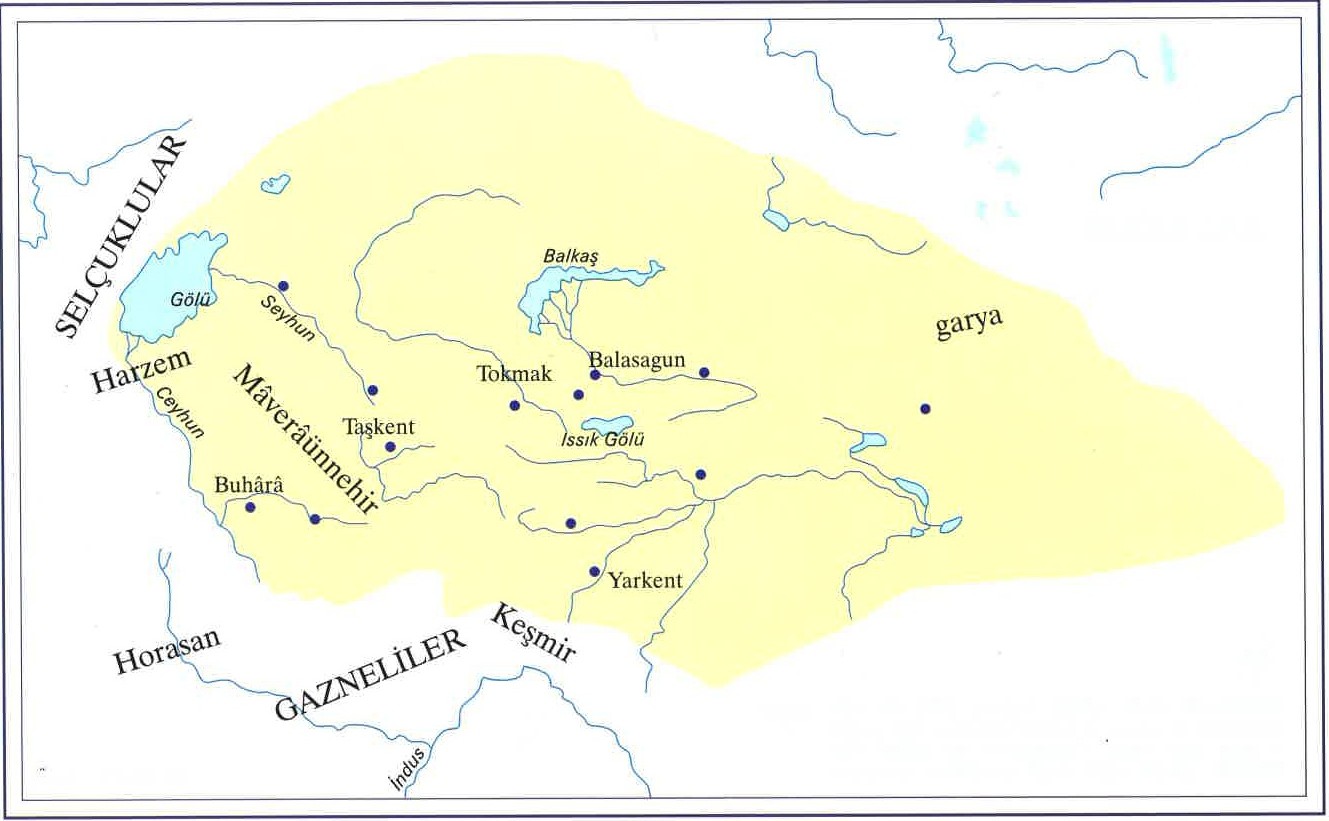 SELÇUKLULAR
Balkaş
Gölü
Seyhun
garya
Harzem
Balasagun
Tokmak
Mâverâünnehir
Ceyhun
Taşkent
Issık Gölü
Buhârâ
Yarkent
Keşmir
Horasan
GAZNELİLER
İndus